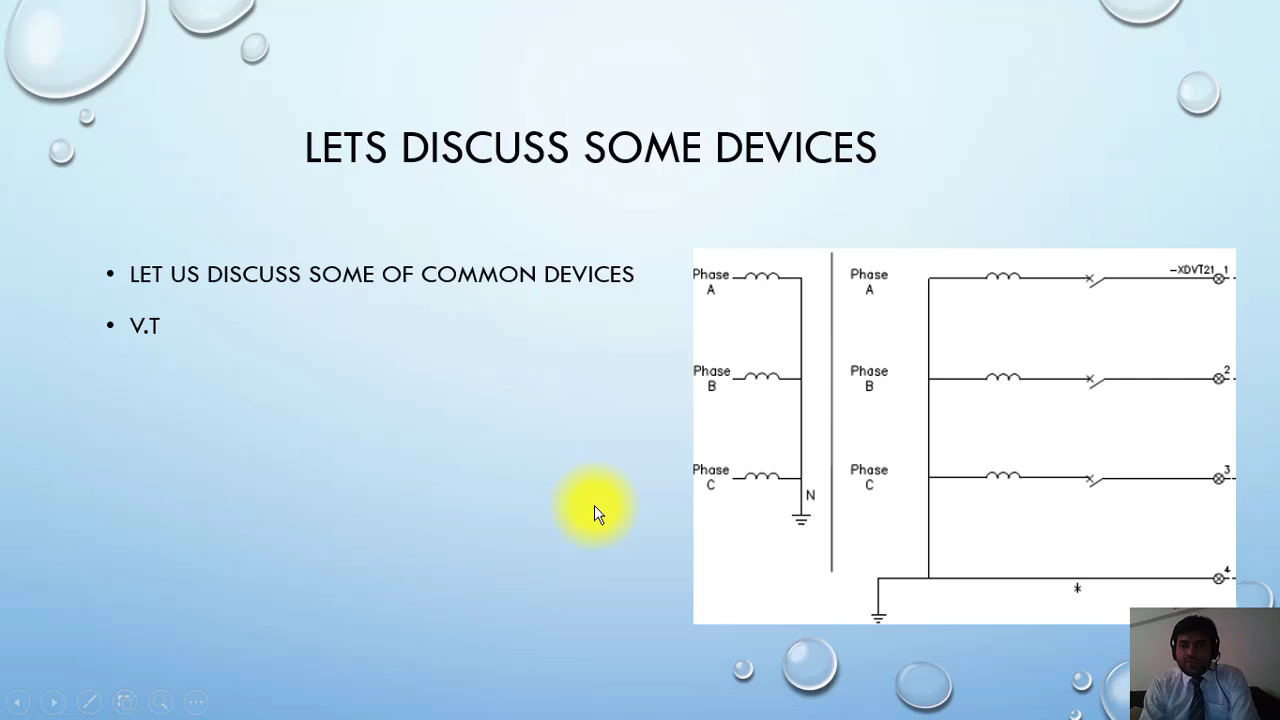 LETS DISCUSS SOME DEVICES
• LET US DISCUSS SOME OF COMMON DEVICES
• V.T
Phase
A
Phase
B
Phase
C
N
Phase
A
Phase
B
Phase
C
-XDVT21
1
2
3
4
*